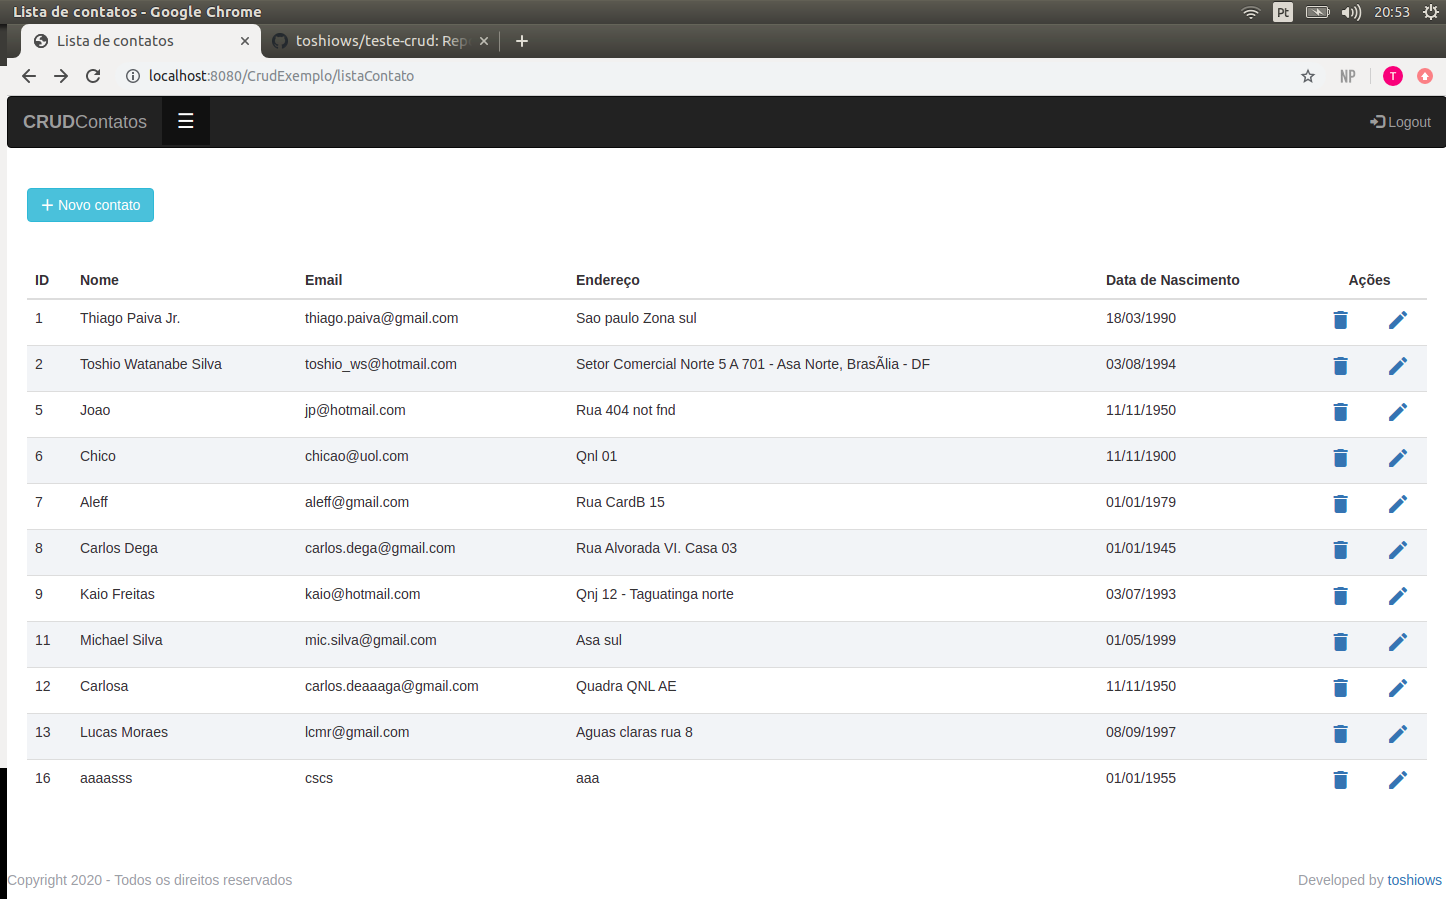 Lista de contatos - Google Chrome
Pt
20:53
Lista de contatos
toshiows/teste-crud: Rep
localhost:8080/CrudExemplo/listaContato
NP
T
CRUDContatos
Logout
Novo contato
ID Nome Email Endereço Data de Nascimento Ações
1 Thiago Paiva Jr. thiago.paiva@gmail.com Sao paulo Zona sul 18/03/1990
2 Toshio Watanabe Silva toshio_ws@hotmail.com Setor Comercial Norte 5 A 701 - Asa Norte, BrasÃlia - DF 03/08/1994
5 Joao jp@hotmail.com Rua 404 not fnd 11/11/1950
6 Chico chicao@uol.com Qnl 01 11/11/1900
7 Aleff aleff@gmail.com Rua CardB 15 01/01/1979
8 Carlos Dega carlos.dega@gmail.com Rua Alvorada VI. Casa 03 01/01/1945
9 Kaio Freitas kaio@hotmail.com Qnj 12 - Taguatinga norte 03/07/1993
11 Michael Silva mic.silva@gmail.com Asa sul 01/05/1999
12 Carlosa carlos.deaaaga@gmail.com Quadra QNL AE 11/11/1950
13 Lucas Moraes lcmr@gmail.com Aguas claras rua 8 08/09/1997
16 aaaasss cscs aaa 01/01/1955
Copyright 2020 - Todos os direitos reservados
Developed by toshiows